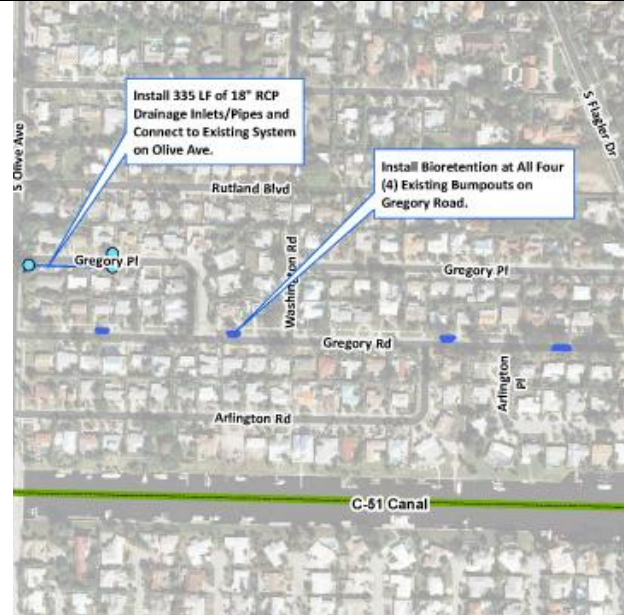 Install 335 LF of 18" RCP
Drainage Inlets/Pipes and
Connect to Existing System
on Olive Ave.
S Flagler Dr
S Olive Ave
Install Bioretention at All Four
(4) Existing Bumpouts on
Gregory Road.
Rutland Blvd
Washington Rd
Gregory Pl
Gregory Pl
Gregory Rd
Arlington
Pl
Arlington Rd
C-51 Canal